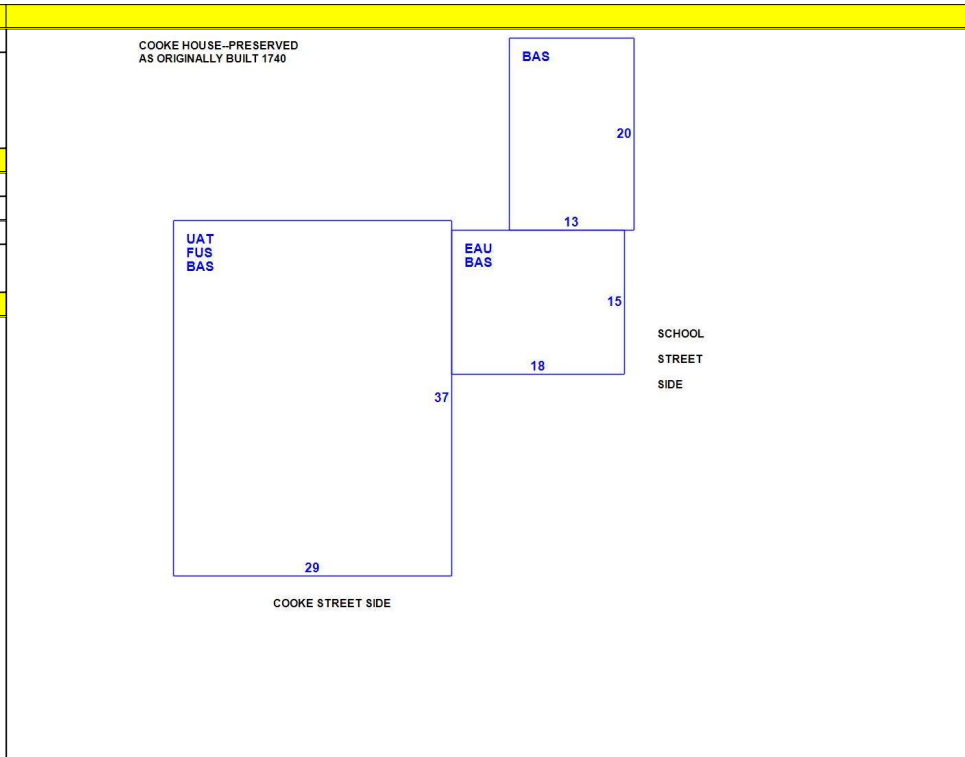 COOKE HOUSE--PRESERVED
AS ORIGINALLY BUILT 1740
BAS
20
13
UAT
FUS
BAS
EAU
BAS
15
18
SCHOOL
STREET
SIDE
37
29
COOKE STREET SIDE